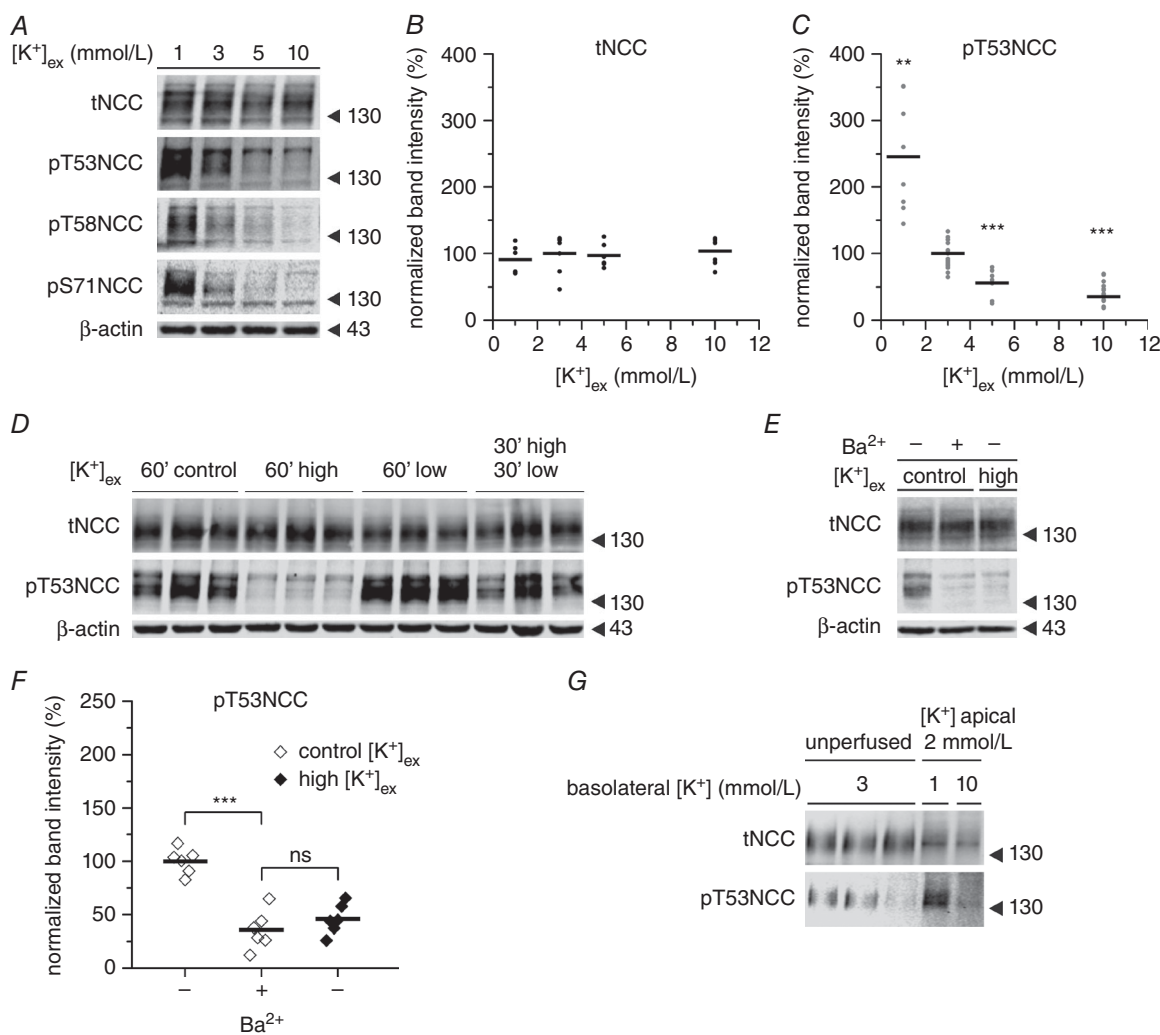 A
[K+]ex (mmol/L) 1 3 5 10
tNCC 130
pT53NCC 130
pT58NCC 130
pS71NCC 130
β-actin 43
B
tNCC
normalized band intensity (%)
400
300
200
100
0
0 2 4 6 8 10 12
[K+]ex (mmol/L)
C
pT53NCC
normalized band intensity (%)
400
300
200
100
0
** *** ***
0 2 4 6 8 10 12
[K+]ex (mmol/L)
D
30' high
[K+]ex 60' control 60' high 60' low 30' low
tNCC 130
pT53NCC 130
β-actin 43
E
Ba2+ – + –
[K+]ex control high
tNCC 130
pT53NCC 130
β-actin 43
F
pT53NCC
normalized band intensity (%)
250
200
150
100
50
0
control [K+]ex
high [K+]ex
***
ns
– + –
Ba2+
G
[K+] apical
unperfused 2 mmol/L
basolateral [K+] (mmol/L) 3 1 10
tNCC 130
pT53NCC 130